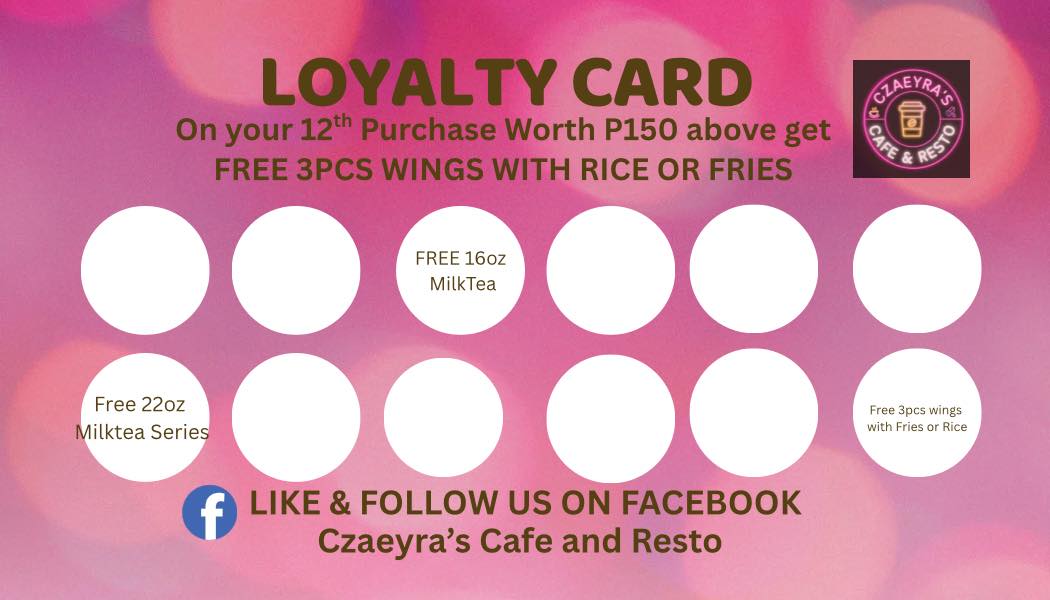 LOYALTY CARD
On your 12th Purchase Worth P150 above get
FREE 3PCS WINGS WITH RICE OR FRIES
CZAEYRA'S
CAFE & RESTO
FREE 16oz
MilkTea
Free 22oz
Milktea Series
Free 3pcs wings
with Fries or Rice
f
LIKE & FOLLOW US ON FACEBOOK
Czaeyra’s Cafe and Resto